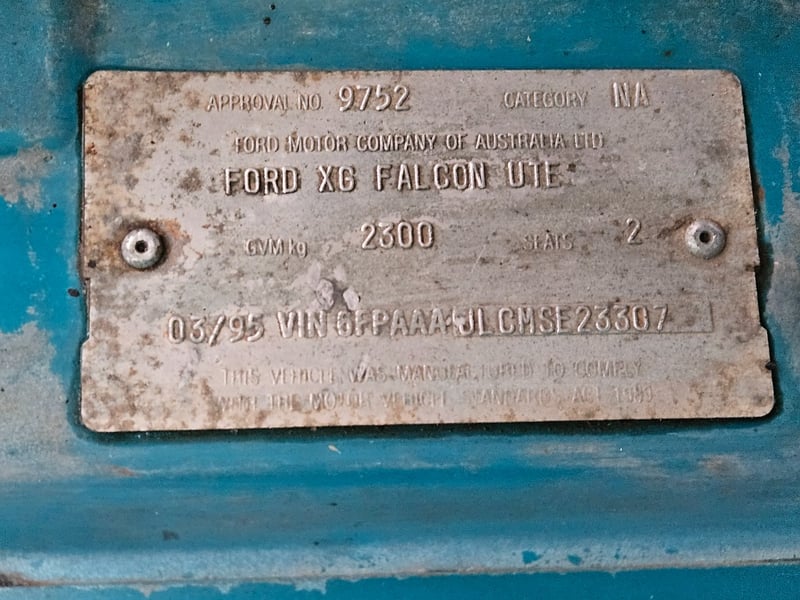 APPROVAL NO. 9752 CATEGORY NA
FORD MOTOR COMPANY OF AUSTRALIA LTD
FORD XG FALCON UTE
GVM kg 2300 SEATS 2
03/95 VIN 6FPAAAJLCMSE23307
THIS VEHICLE WAS MANUFACTURED TO COMPLY
WITH THE MOTOR VEHICLE STANDARDS ACT 1989